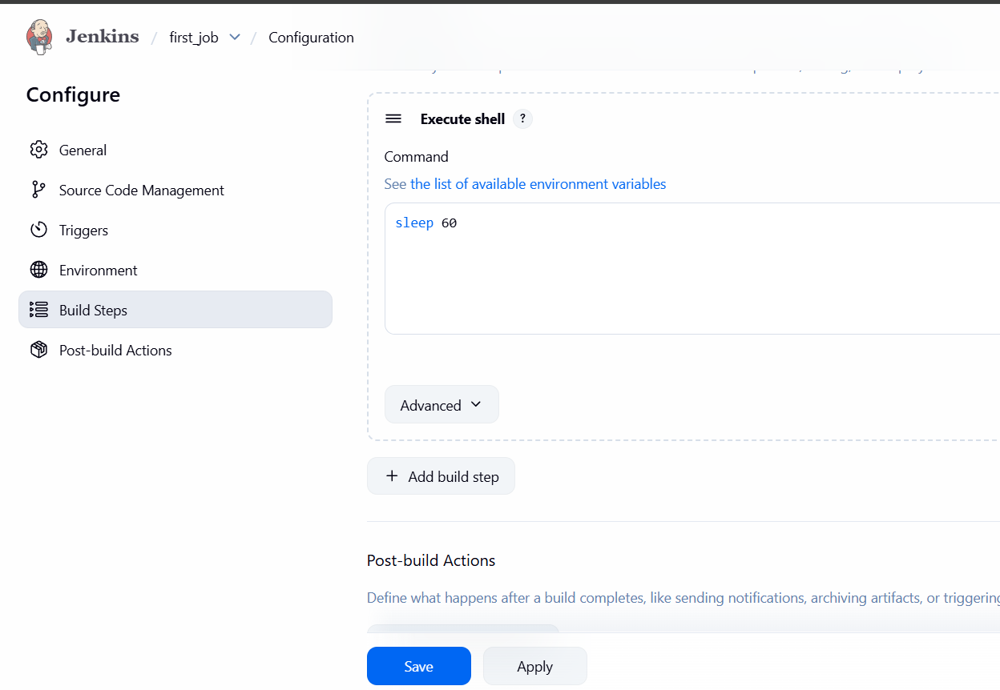 Jenkins / first_job / Configuration
Configure
General
Source Code Management
Triggers
Environment
Build Steps
Post-build Actions
Execute shell ?
Command
See the list of available environment variables
sleep 60
Advanced
+ Add build step
Post-build Actions
Define what happens after a build completes, like sending notifications, archiving artifacts, or triggering
Save
Apply